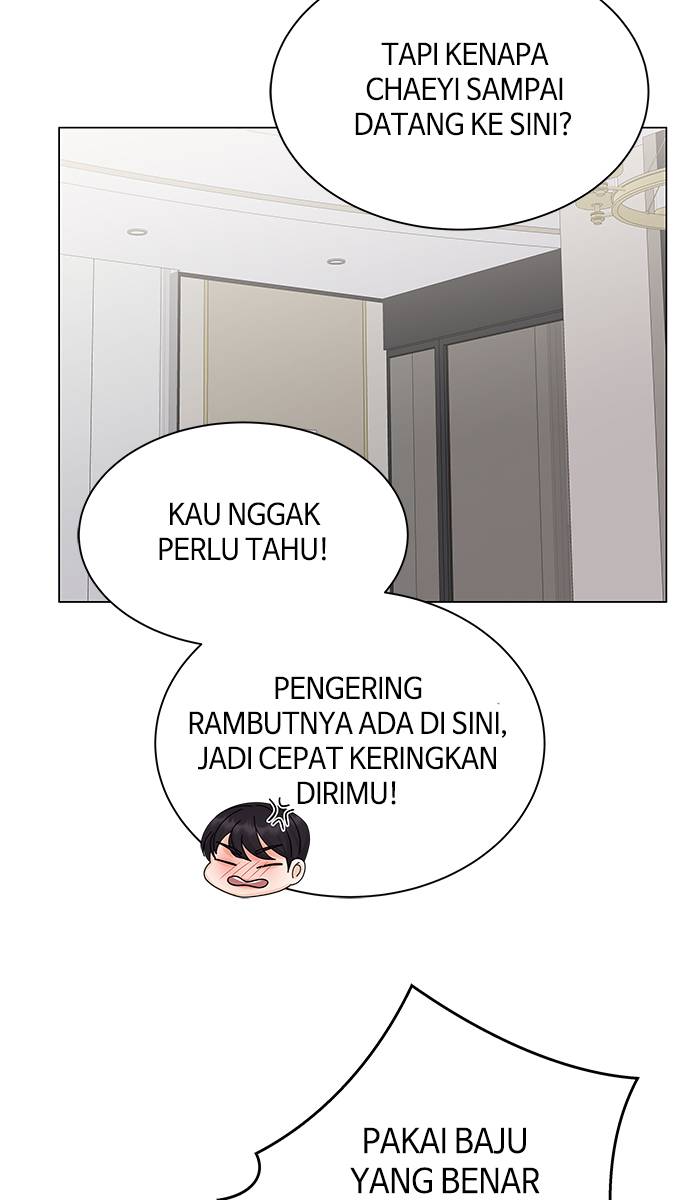 TAPI KENAPA
CHAEYI SAMPAI
DATANG KE SINI?
KAU NGGAK
PERLU TAHU!
PENGERING
RAMBUTNYA ADA DI SINI,
JADI CEPAT KERINGKAN
DIRIMU!
PAKAI BAJU
YANG BENAR